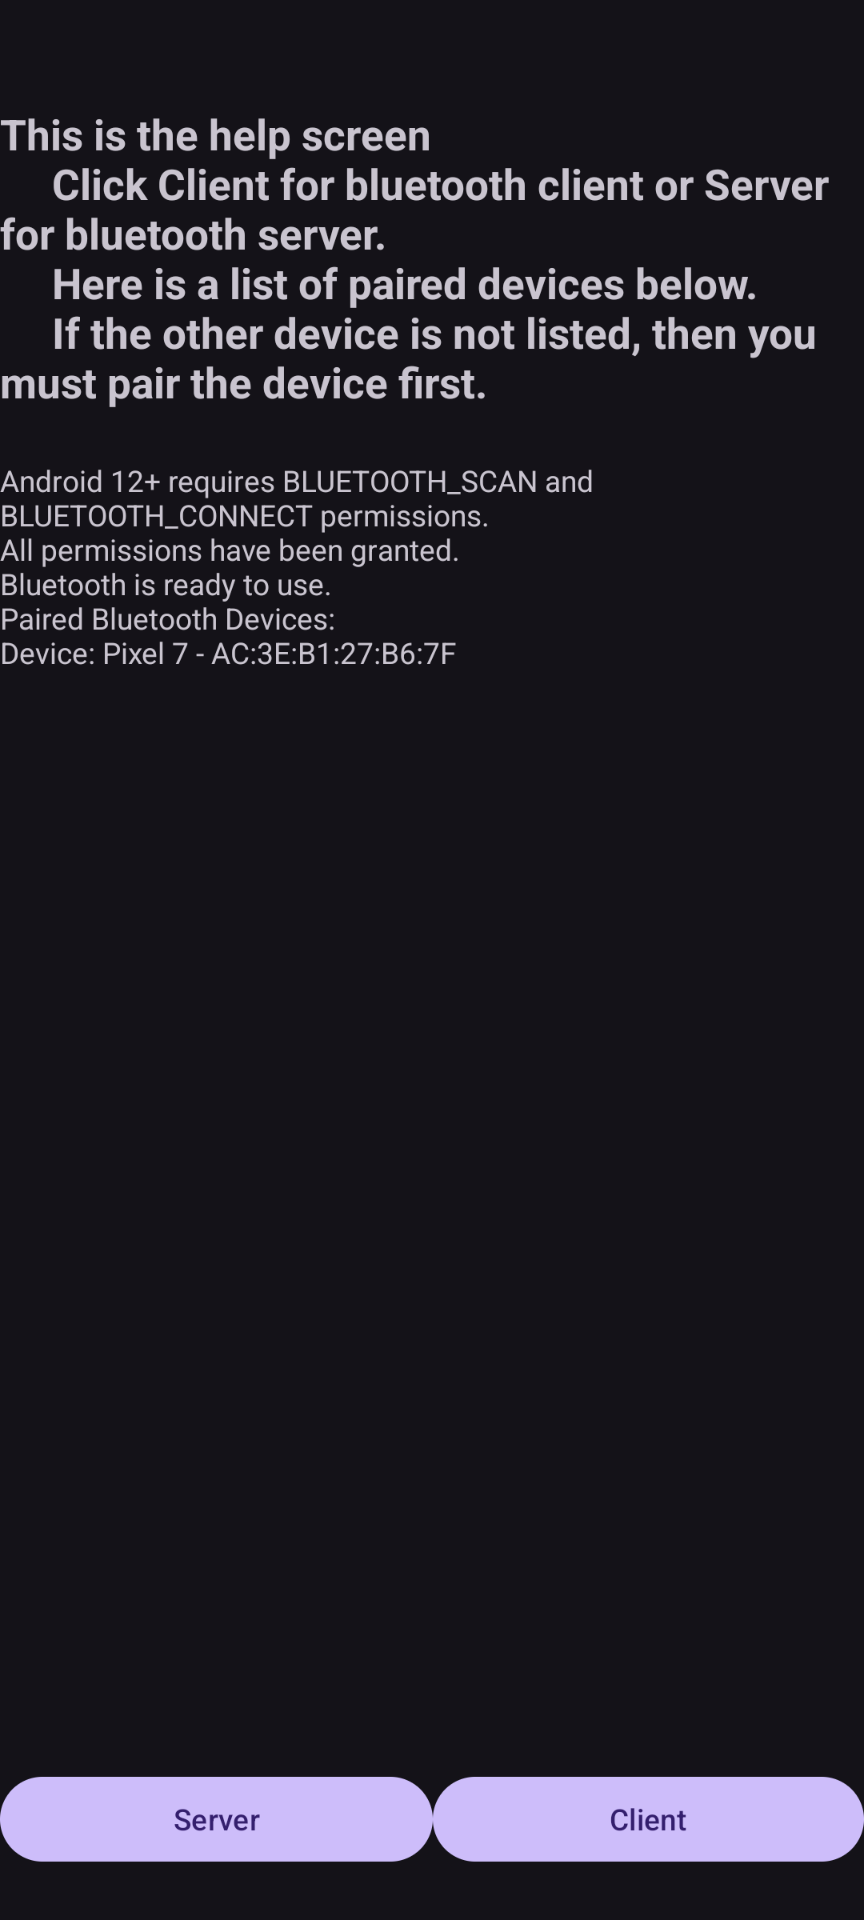 This is the help screen
Click Client for bluetooth client or Server
for bluetooth server.
Here is a list of paired devices below.
If the other device is not listed, then you
must pair the device first.
Android 12+ requires BLUETOOTH_SCAN and
BLUETOOTH_CONNECT permissions.
All permissions have been granted.
Bluetooth is ready to use.
Paired Bluetooth Devices:
Device: Pixel 7 - AC:3E:B1:27:B6:7F
Server
Client